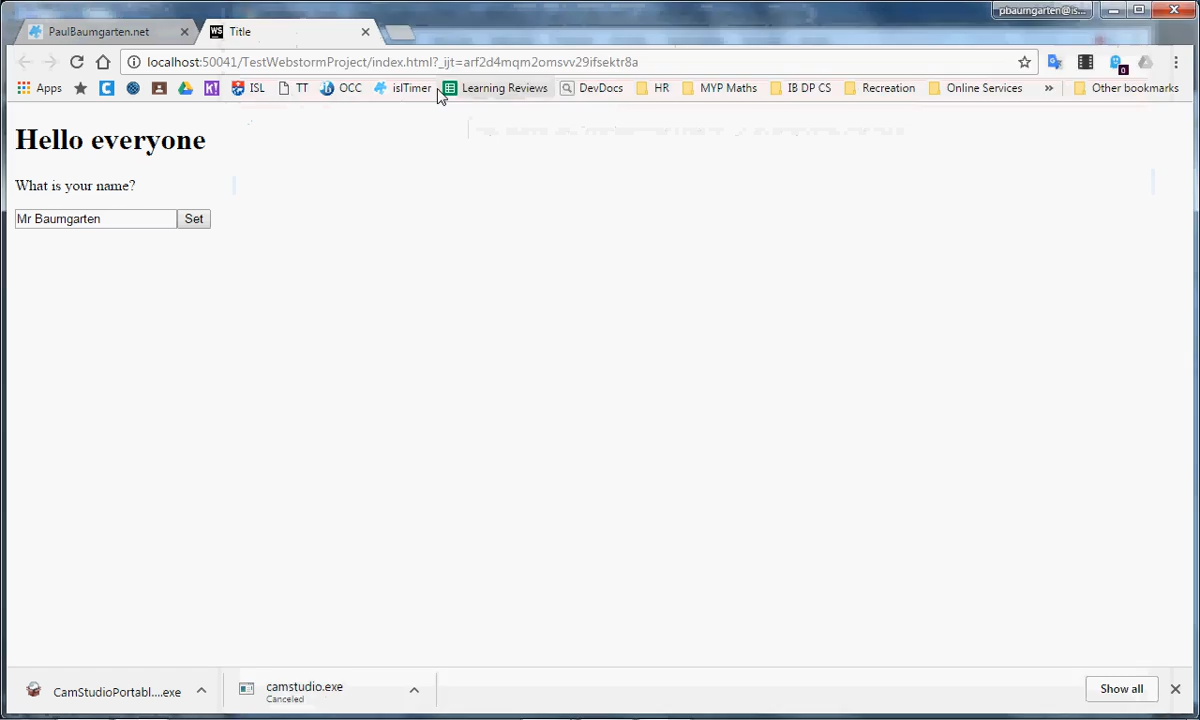 pbaumgarten@is...
PaulBaumgarten.net
WS Title
localhost:50041/TestWebstormProject/index.html?_ijt=arf2d4mqm2omsvv29ifsektr8a
0
Apps C K! ISL TT OCC islTimer Learning Reviews DevDocs HR MYP Maths IB DP CS Recreation Online Services » Other bookmarks
Hello everyone
What is your name?
Mr Baumgarten Set
CamStudioPortabl....exe
camstudio.exe
Canceled
Show all